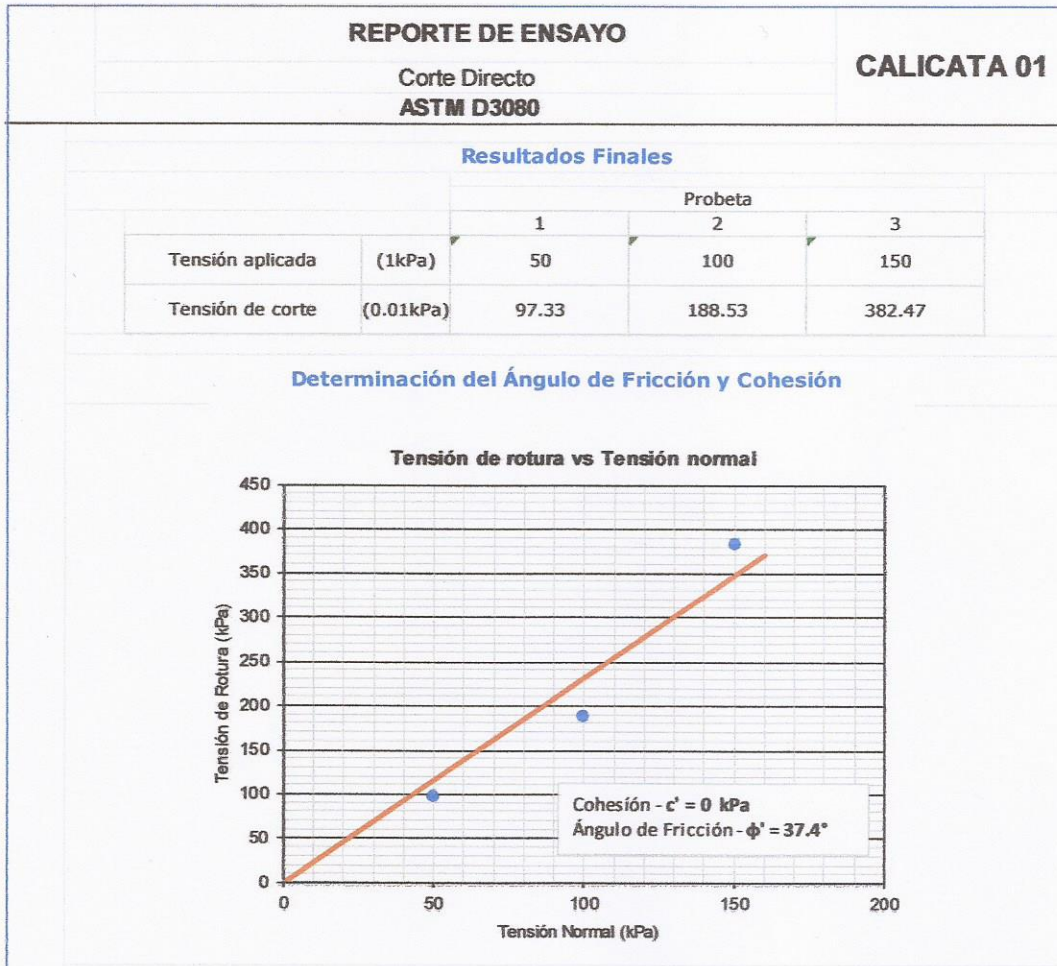 REPORTE DE ENSAYO
Corte Directo
ASTM D3080
CALICATA 01
Resultados Finales
Probeta
1 2 3
Tensión aplicada (1kPa) 50 100 150
Tensión de corte (0.01kPa) 97.33 188.53 382.47
Determinación del Ángulo de Fricción y Cohesión
Tensión de rotura vs Tensión normal
Tensión de Rotura (kPa)
450
400
350
300
250
200
150
100
50
0
Cohesión - c' = 0 kPa
Ángulo de Fricción - ϕ' = 37.4°
0 50 100 150 200
Tensión Normal (kPa)